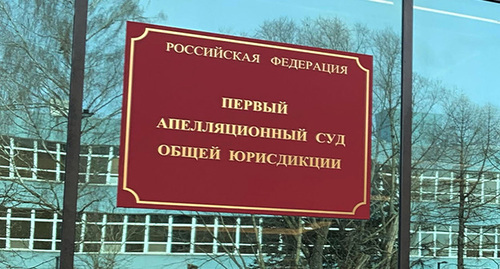 РОССИЙСКАЯ ФЕДЕРАЦИЯ
ПЕРВЫЙ
АПЕЛЛЯЦИОННЫЙ СУД
ОБЩЕЙ ЮРИСДИКЦИИ